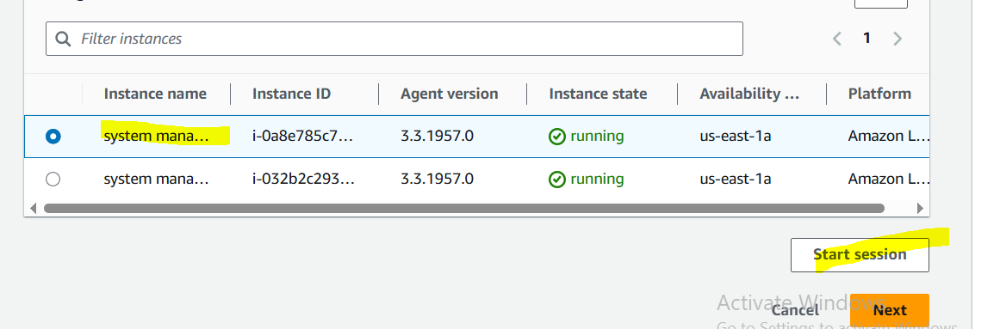 Filter instances
1
Instance name Instance ID Agent version Instance state Availability ... Platform
system mana... i-0a8e785c7... 3.3.1957.0 running us-east-1a Amazon L...
system mana... i-032b2c293... 3.3.1957.0 running us-east-1a Amazon L...
Start session
Activate Windows
Cancel Next
Go to Settings to activate Windows.